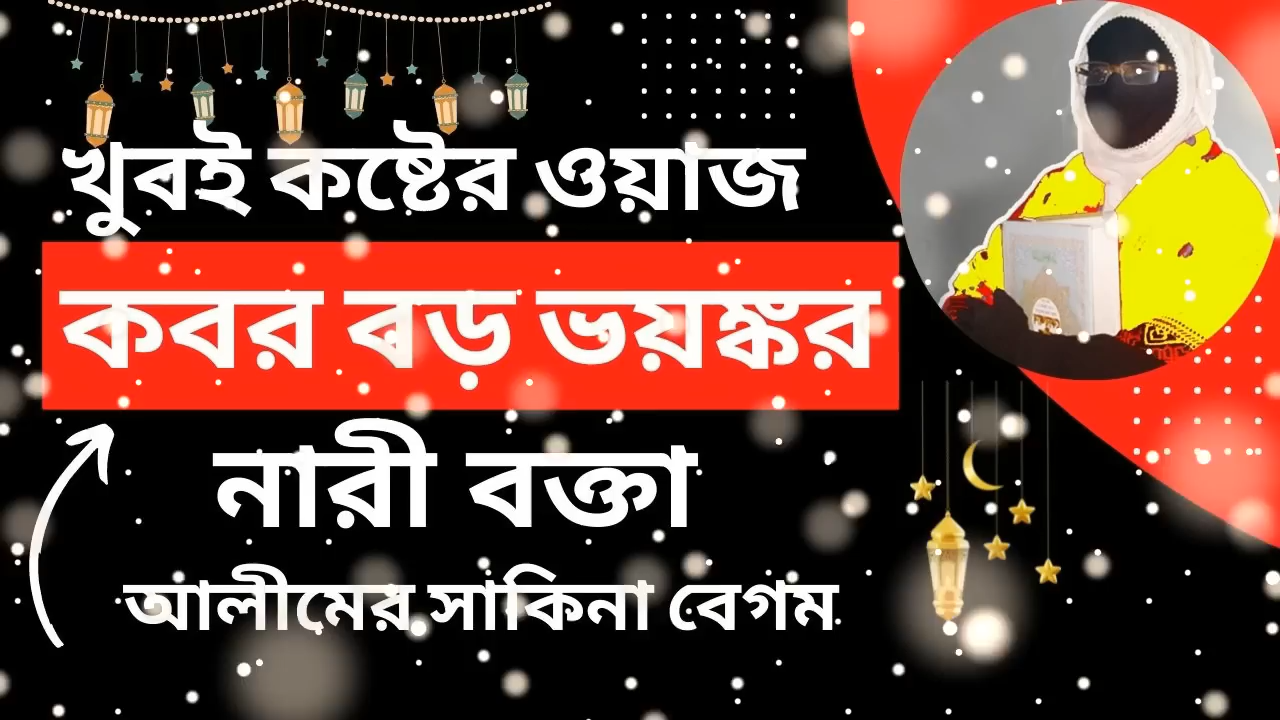 খুবই কষ্টের ওয়াজ
কবর বড় ভয়ঙ্কর
নারী বক্তা
আলীমের সাকিনা বেগম